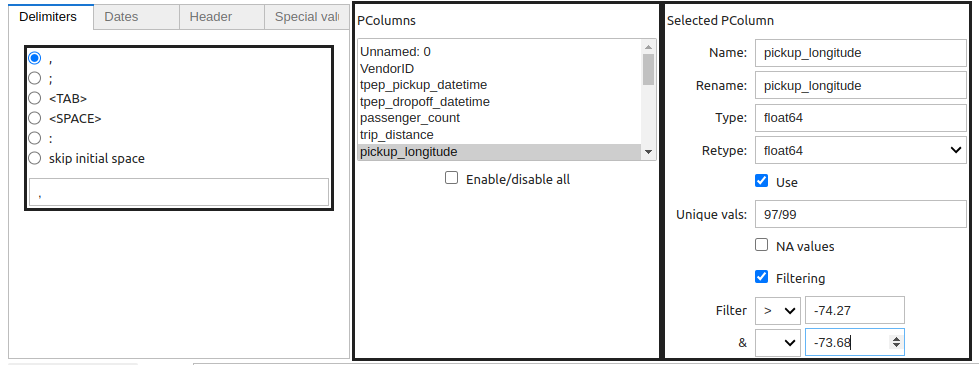 Delimiters Dates Header Special valu
,
;
<TAB>
<SPACE>
:
skip initial space
,
PColumns
Unnamed: 0
VendorID
tpep_pickup_datetime
tpep_dropoff_datetime
passenger_count
trip_distance
pickup_longitude
Enable/disable all
Selected PColumn
Name: pickup_longitude
Rename: pickup_longitude
Type: float64
Retype: float64
Use
Unique vals: 97/99
NA values
Filtering
Filter > -74.27
& -73.68